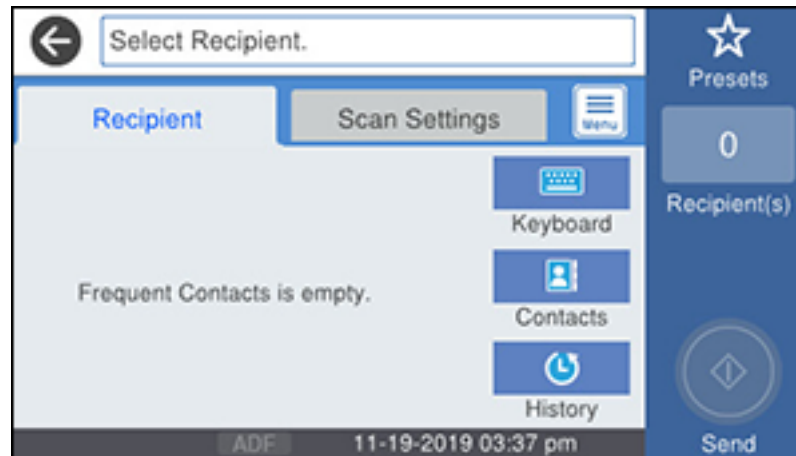 Select Recipient.
Presets
Recipient
Scan Settings
Menu
0
Recipient(s)
Keyboard
Frequent Contacts is empty.
Contacts
History
ADF
11-19-2019 03:37 pm
Send